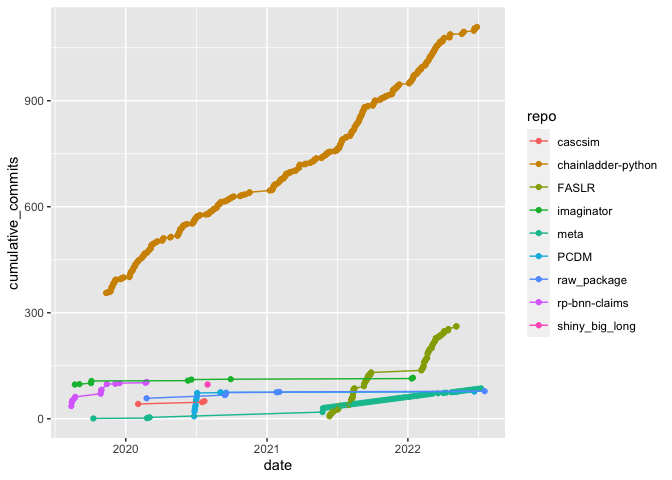 cumulative_commits
900
600
300
0
2020
2021
2022
date
repo
cascsim
chainladder-python
FASLR
imaginator
meta
PCDM
raw_package
rp-bnn-claims
shiny_big_long